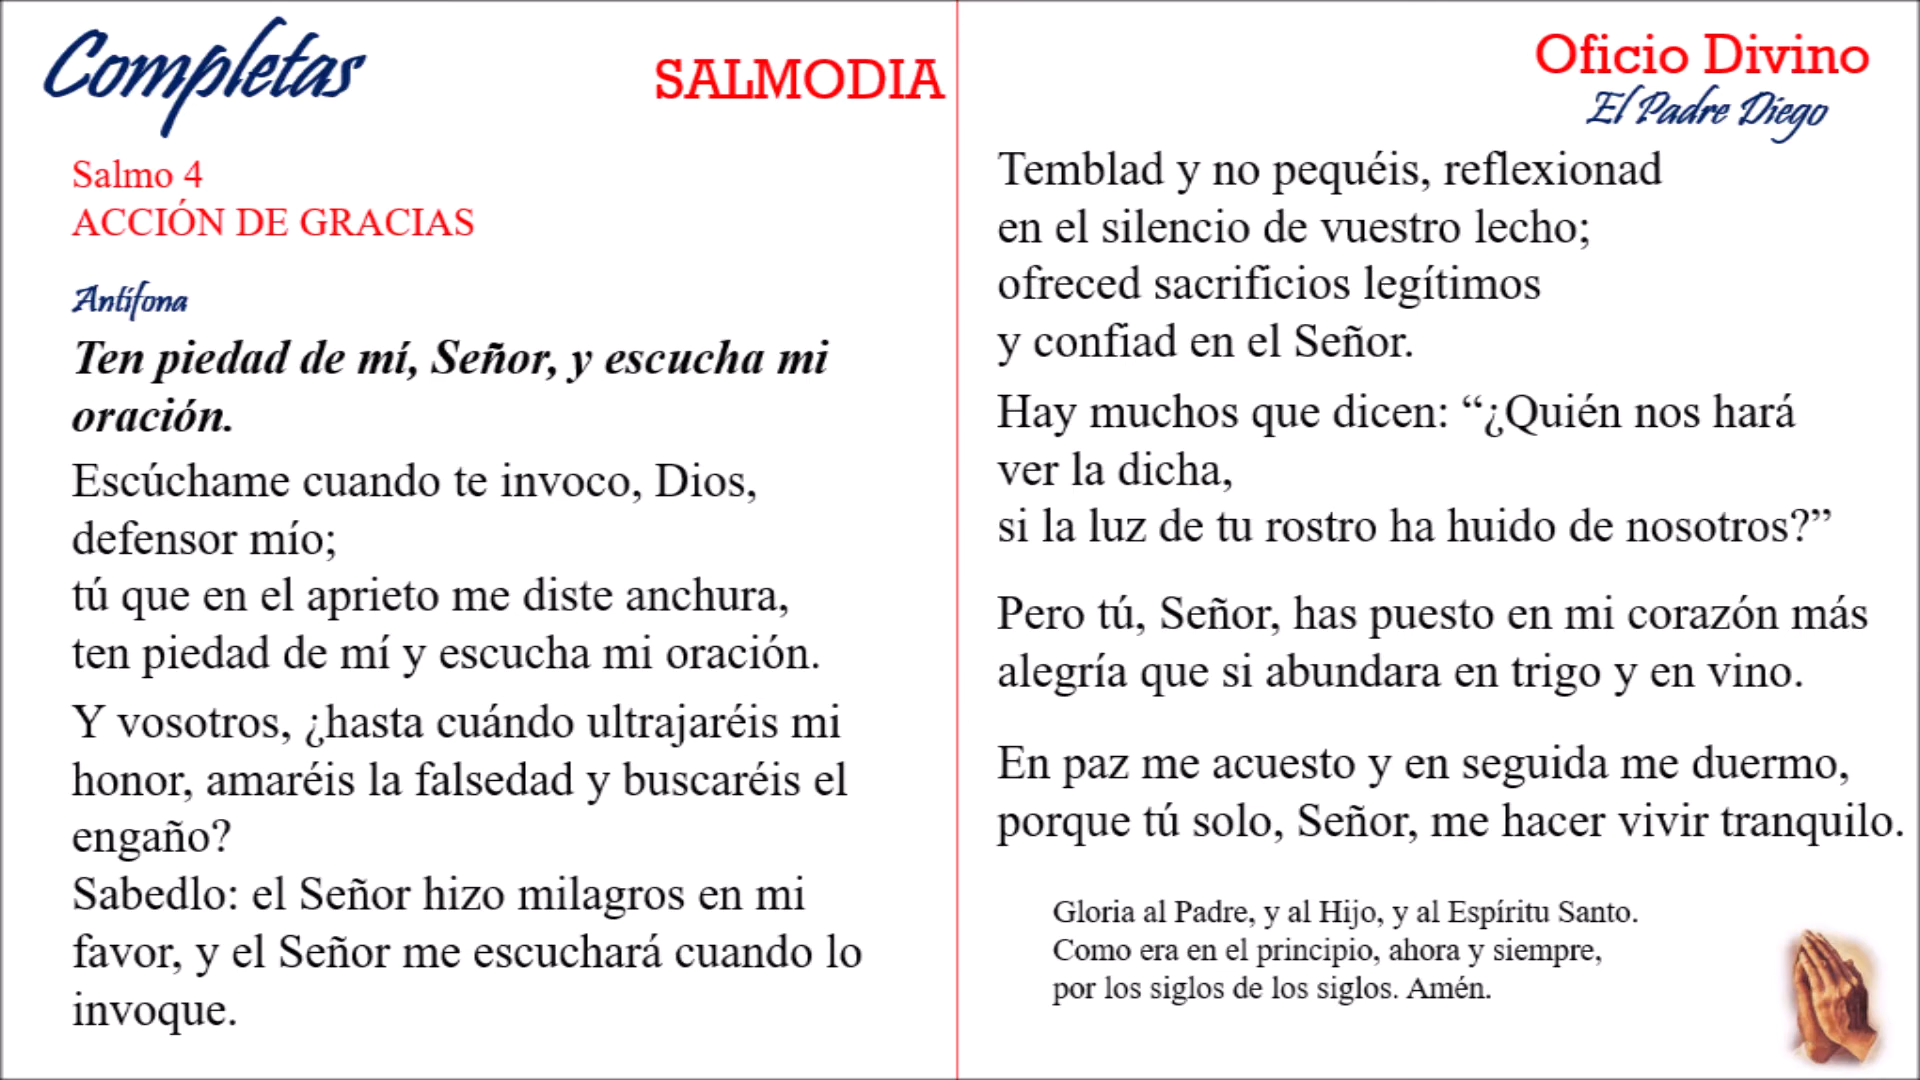 Completas
SALMODIA
Salmo 4
ACCIÓN DE GRACIAS
Antífona
Ten piedad de mí, Señor, y escucha mi
oración.
Escúchame cuando te invoco, Dios,
defensor mío;
tú que en el aprieto me diste anchura,
ten piedad de mí y escucha mi oración.
Y vosotros, ¿hasta cuándo ultrajaréis mi
honor, amaréis la falsedad y buscaréis el
engaño?
Sabedlo: el Señor hizo milagros en mi
favor, y el Señor me escuchará cuando lo
invoque.
Oficio Divino
El Padre Diego
Temblad y no pequéis, reflexionad
en el silencio de vuestro lecho;
ofreced sacrificios legítimos
y confiad en el Señor.
Hay muchos que dicen: “¿Quién nos hará
ver la dicha,
si la luz de tu rostro ha huido de nosotros?”
Pero tú, Señor, has puesto en mi corazón más
alegría que si abundara en trigo y en vino.
En paz me acuesto y en seguida me duermo,
porque tú solo, Señor, me hacer vivir tranquilo.
Gloria al Padre, y al Hijo, y al Espíritu Santo.
Como era en el principio, ahora y siempre,
por los siglos de los siglos. Amén.